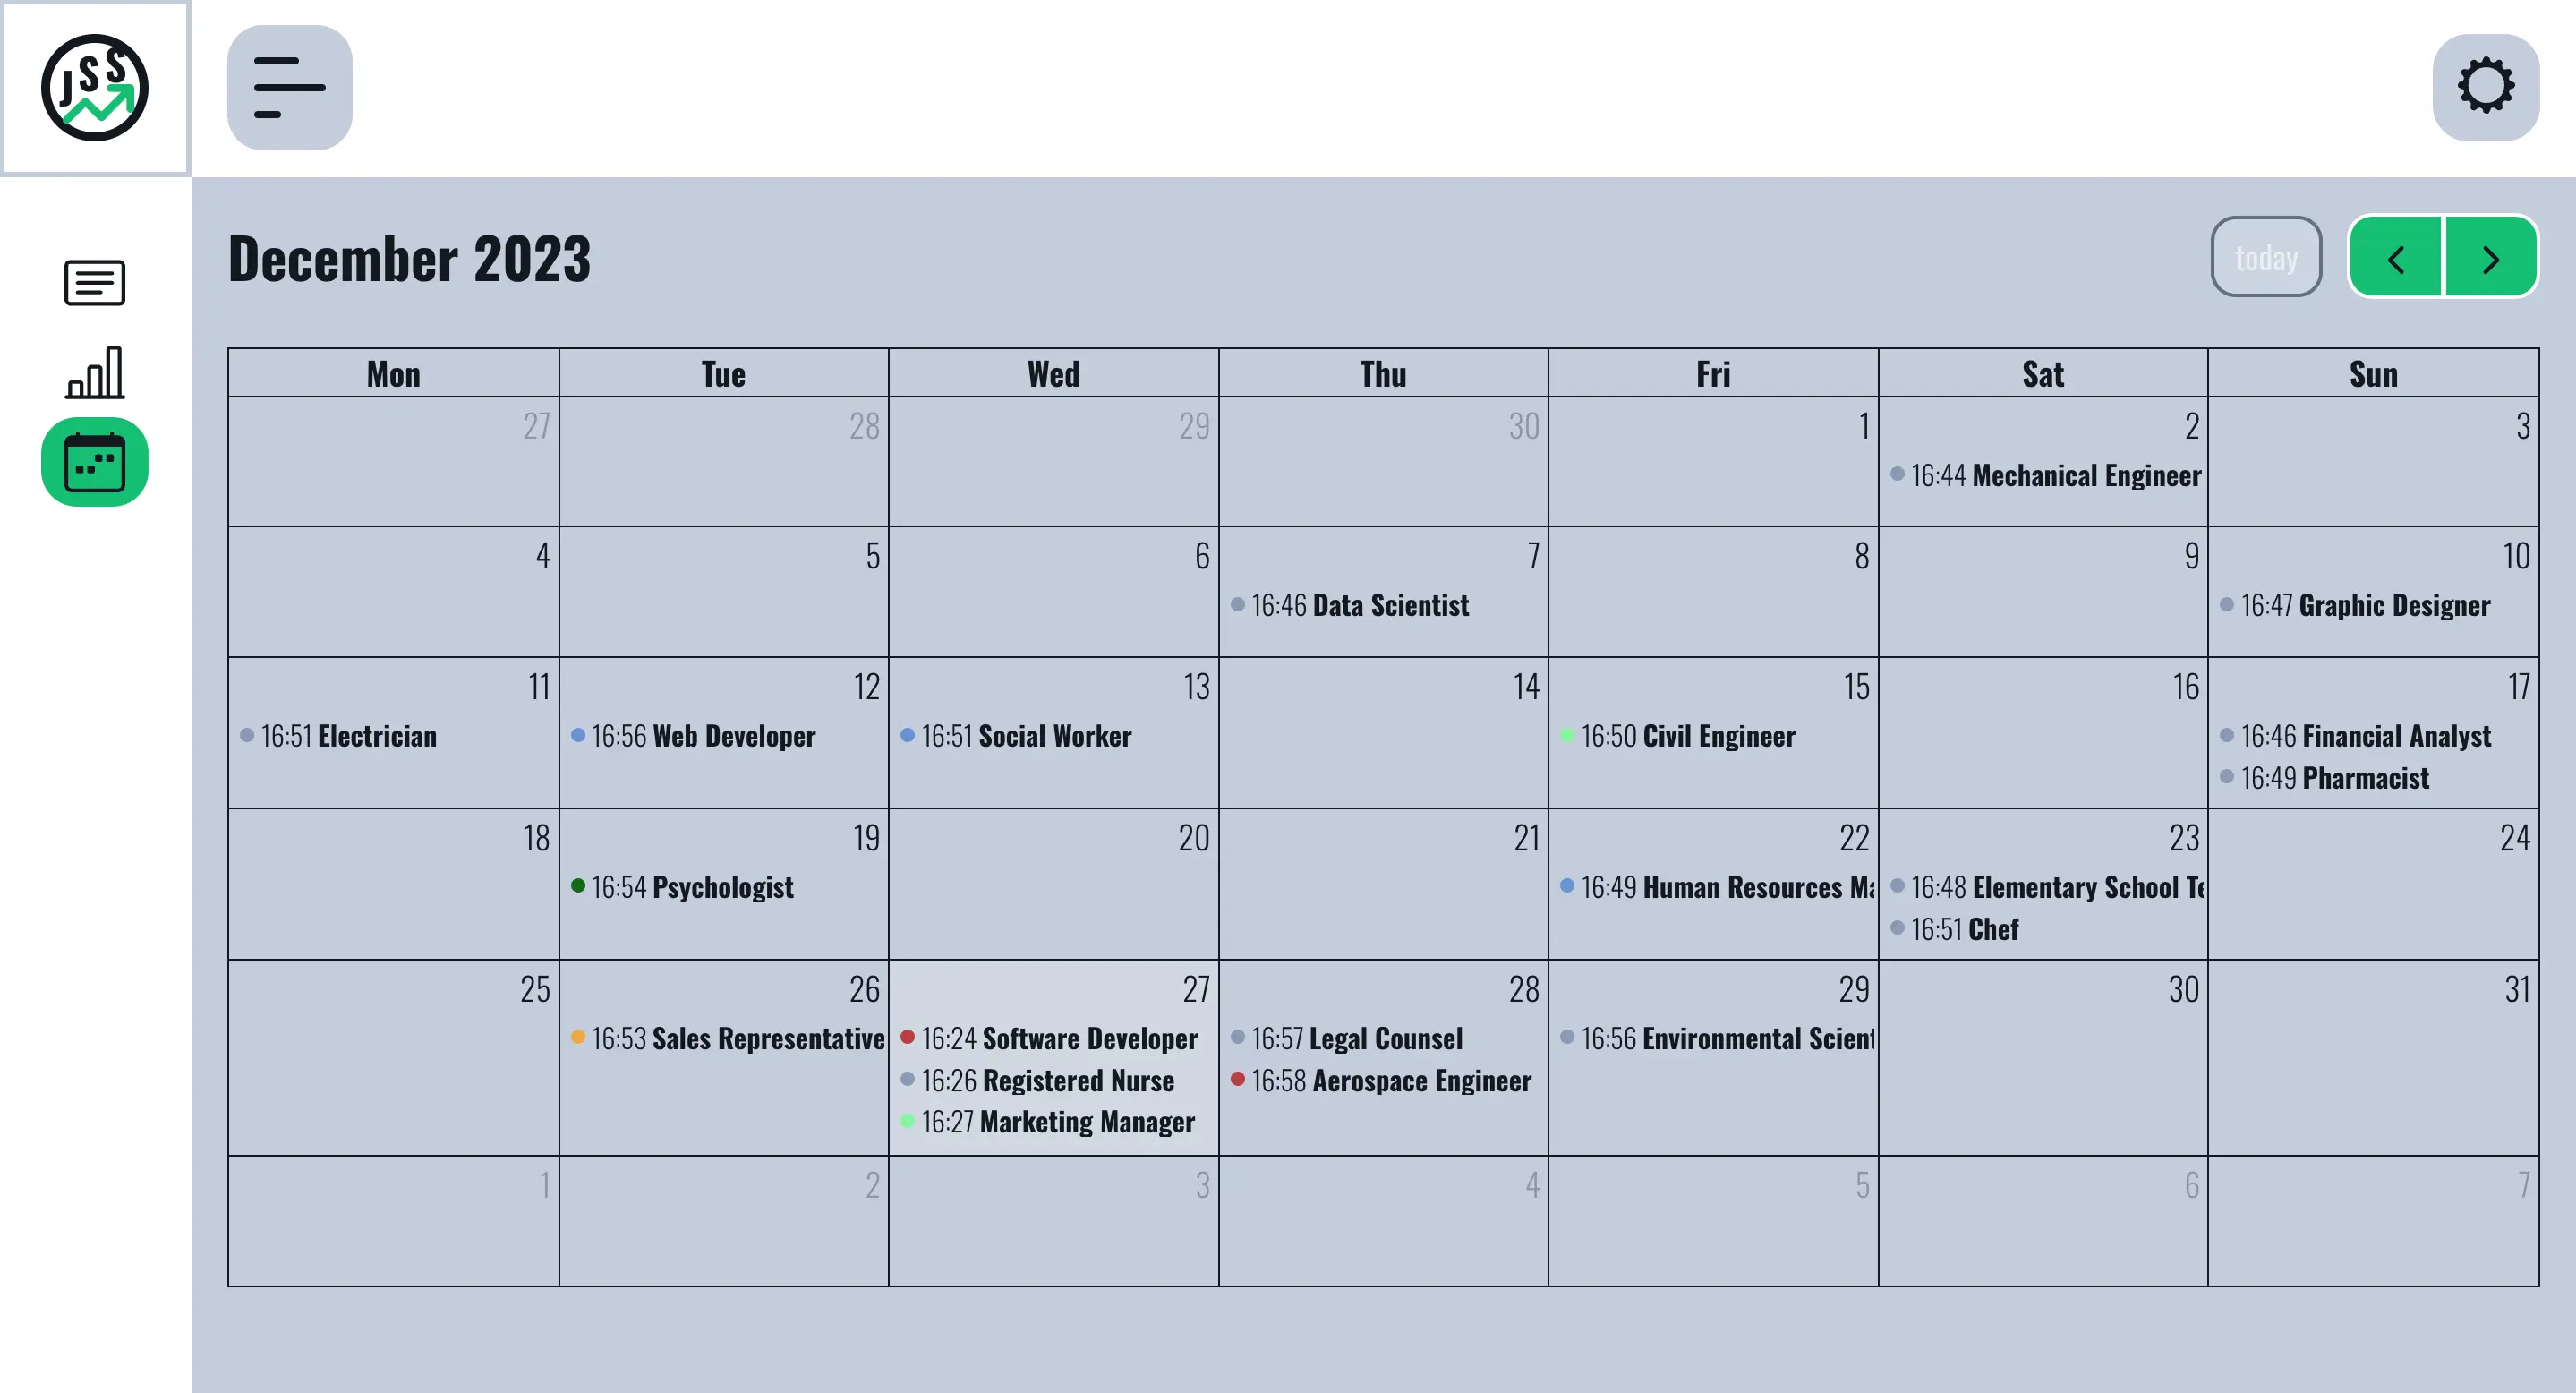 JSS
December 2023
today
Mon Tue Wed Thu Fri Sat Sun
27 28 29 30 1 2 3
16:44 Mechanical Engineer
4 5 6 7 8 9 10
16:46 Data Scientist
16:47 Graphic Designer
11 12 13 14 15 16 17
16:51 Electrician
16:56 Web Developer
16:51 Social Worker
16:50 Civil Engineer
16:46 Financial Analyst
16:49 Pharmacist
18 19 20 21 22 23 24
16:54 Psychologist
16:49 Human Resources Ma
16:48 Elementary School Te
16:51 Chef
25 26 27 28 29 30 31
16:53 Sales Representative
16:24 Software Developer
16:26 Registered Nurse
16:27 Marketing Manager
16:57 Legal Counsel
16:58 Aerospace Engineer
16:56 Environmental Scient
1 2 3 4 5 6 7